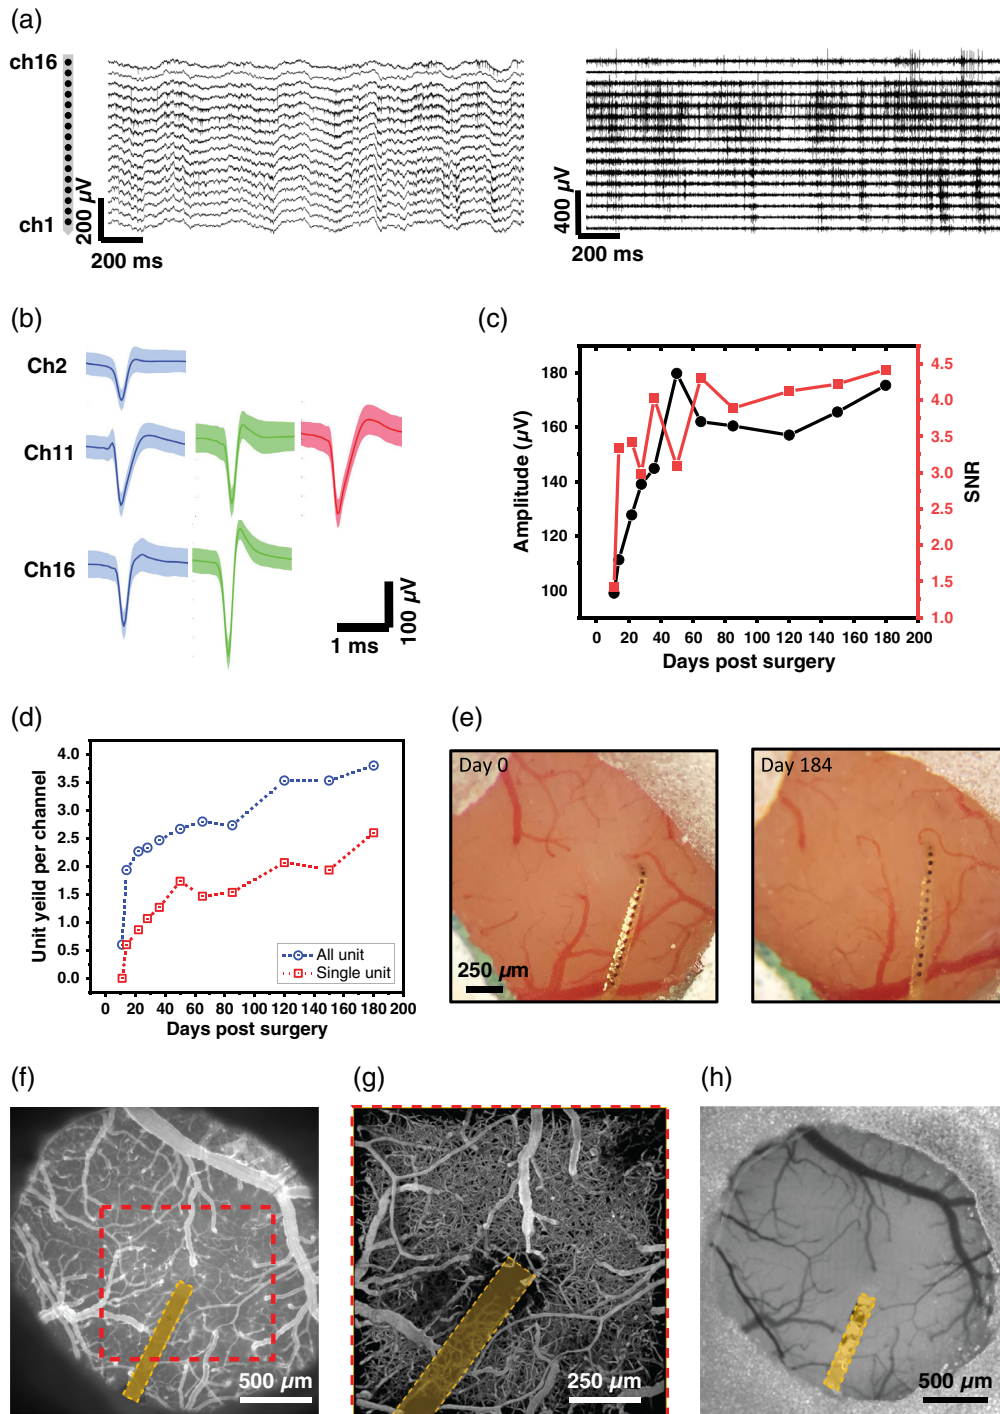 (a)
ch16
ch1
200 µV
200 ms
400 µV
200 ms
(b)
Ch2
Ch11
Ch16
100 µV
1 ms
(c)
180
160
140
120
100
Amplitude (µV)
4.5
4.0
3.5
3.0
2.5
2.0
1.5
1.0
SNR
0 20 40 60 80 100 120 140 160 180 200
Days post surgery
(d)
4.0
3.5
3.0
2.5
2.0
1.5
1.0
0.5
0.0
Unit yeild per channel
All unit
Single unit
0 20 40 60 80 100 120 140 160 180 200
Days post surgery
(e)
Day 0
250 µm
Day 184
(f)
500 µm
(g)
250 µm
(h)
500 µm